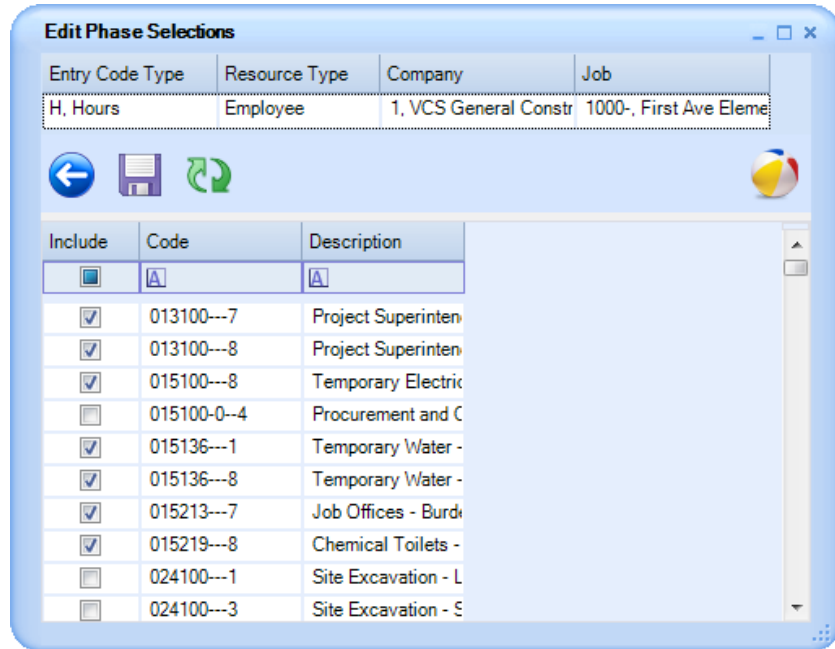 Edit Phase Selections
Entry Code Type Resource Type Company Job
H, Hours Employee 1, VCS General Constr 1000-, First Ave Eleme
Include Code Description
A A
013100---7 Project Superinten
013100---8 Project Superinten
015100---8 Temporary Electric
015100-0--4 Procurement and C
015136---1 Temporary Water -
015136---8 Temporary Water -
015213---7 Job Offices - Burde
015219---8 Chemical Toilets -
024100---1 Site Excavation - L
024100---3 Site Excavation - S